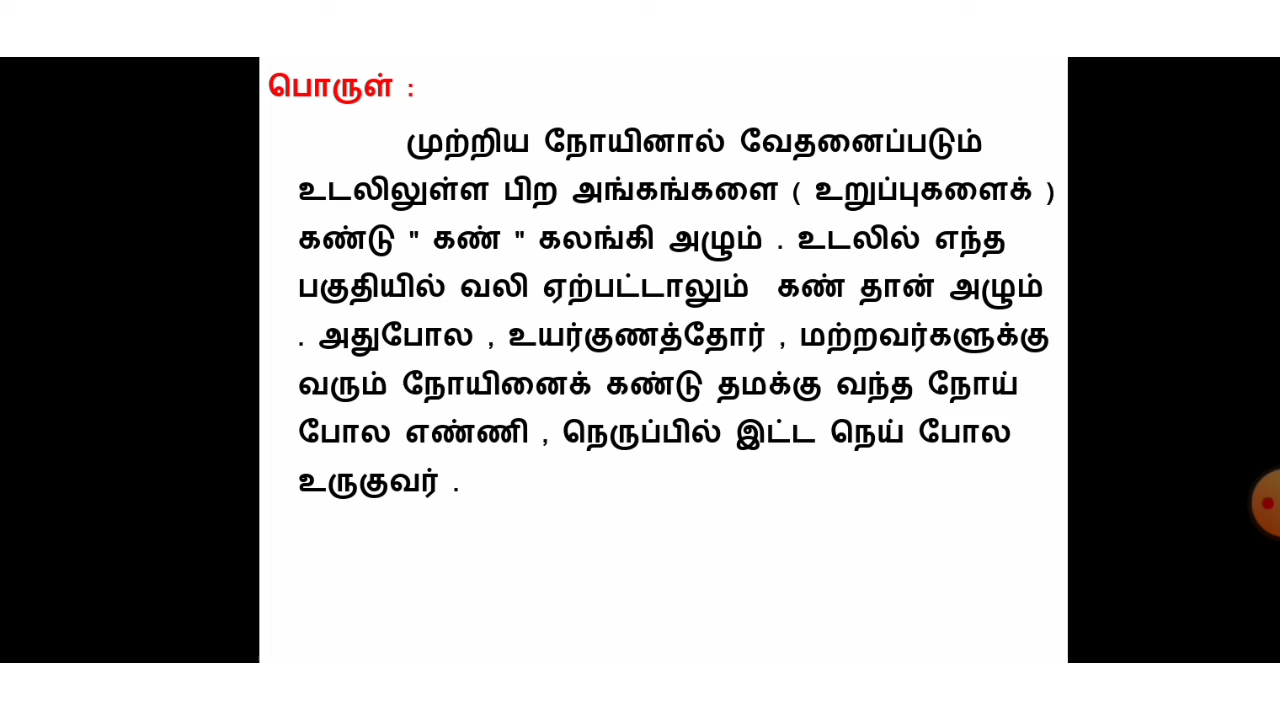 பொருள் :
முற்றிய நோயினால் வேதனைப்படும்
உடலிலுள்ள பிற அங்கங்களை ( உறுப்புகளைக் )
கண்டு " கண் " கலங்கி அழும் . உடலில் எந்த
பகுதியில் வலி ஏற்பட்டாலும் கண் தான் அழும்
. அதுபோல , உயர்குணத்தோர் , மற்றவர்களுக்கு
வரும் நோயினைக் கண்டு தமக்கு வந்த நோய்
போல எண்ணி , நெருப்பில் இட்ட நெய் போல
உருகுவர் .